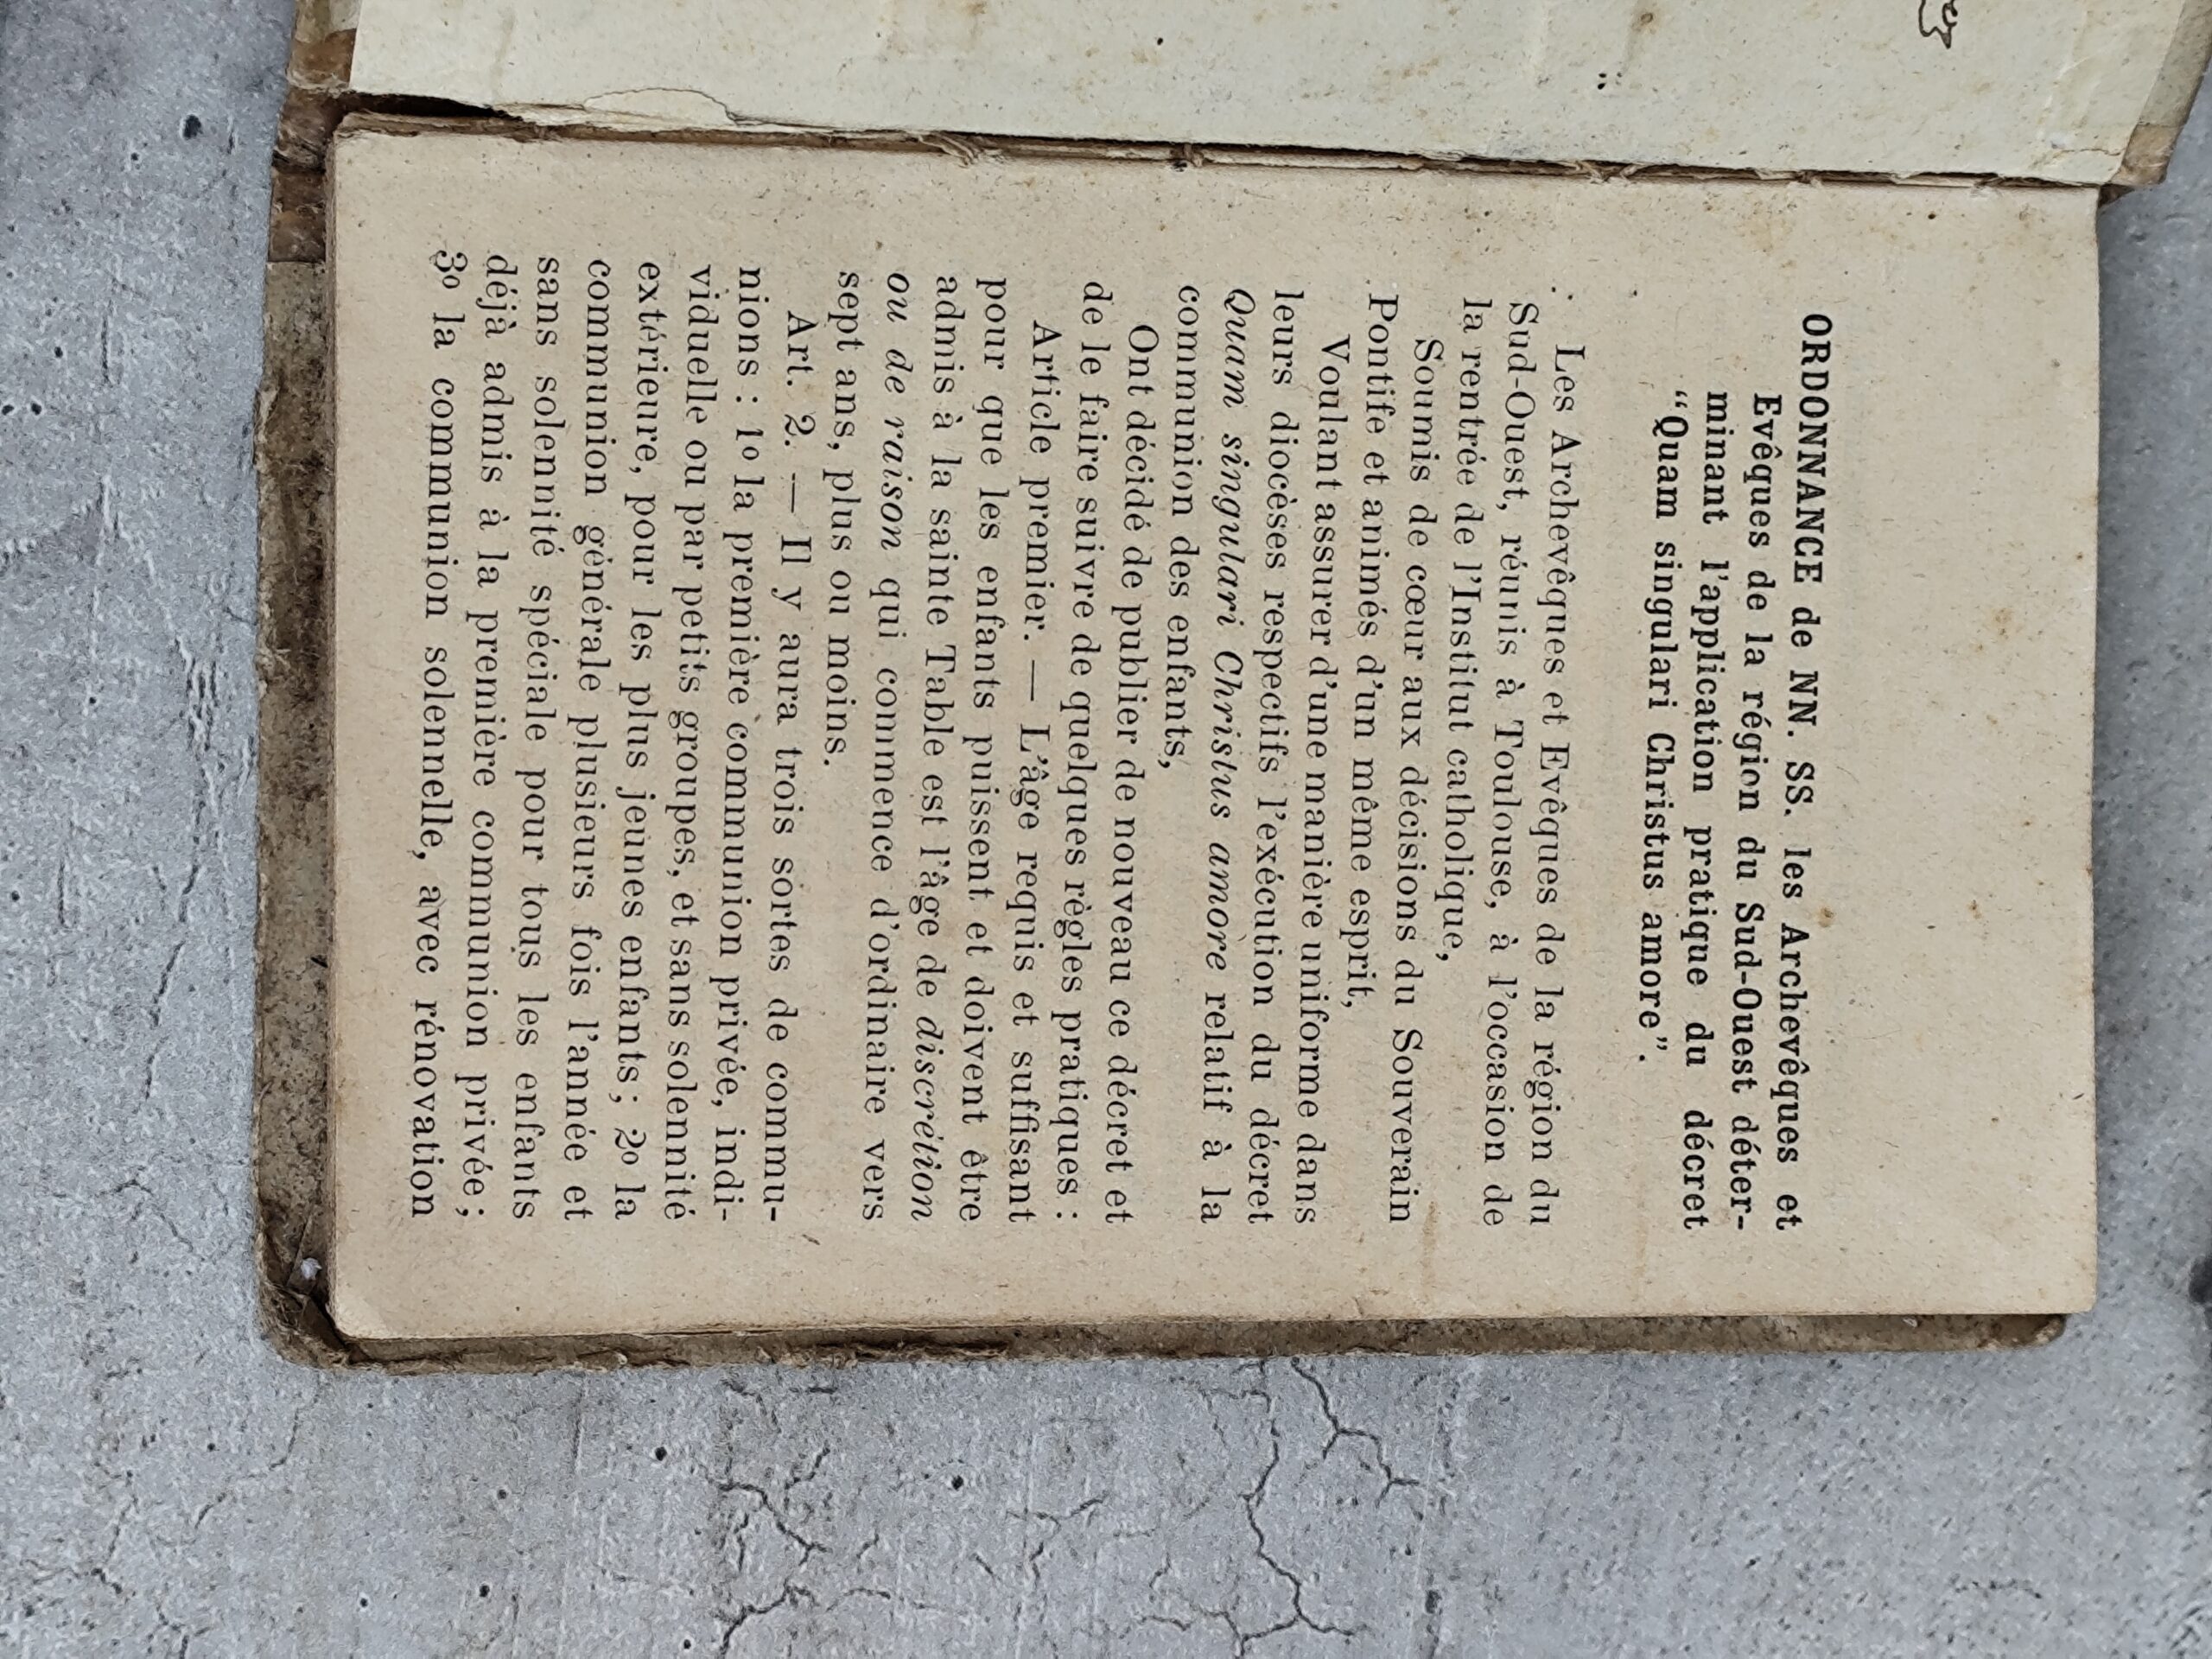 ORDONNANCE de NN. SS. les Archevêques et
Evêques de la région du Sud-Ouest déter-
minant l'application pratique du décret
“Quam singulari Christus amore”.
Les Archevêques et Evêques de la région du
Sud-Ouest, réunis à Toulouse, à l'occasion de
la rentrée de l'Institut catholique,
Soumis de cœur aux décisions du Souverain
Pontife et animés d'un même esprit,
Voulant assurer d'une manière uniforme dans
leurs diocèses respectifs l'exécution du décret
Quam singulari Christus amore relatif à la
communion des enfants,
Ont décidé de publier de nouveau ce décret et
de le faire suivre de quelques règles pratiques :
Article premier. — L'âge requis et suffisant
pour que les enfants puissent et doivent être
admis à la sainte Table est l'âge de discrétion
ou de raison qui commence d'ordinaire vers
sept ans, plus ou moins.
Art. 2. — Il y aura trois sortes de commu-
nions : 1º la première communion privée, indi-
viduelle ou par petits groupes, et sans solennité
extérieure, pour les plus jeunes enfants ; 2º la
communion générale plusieurs fois l'année et
sans solennité spéciale pour tous les enfants
déjà admis à la première communion privée ;
3º la communion solennelle, avec rénovation